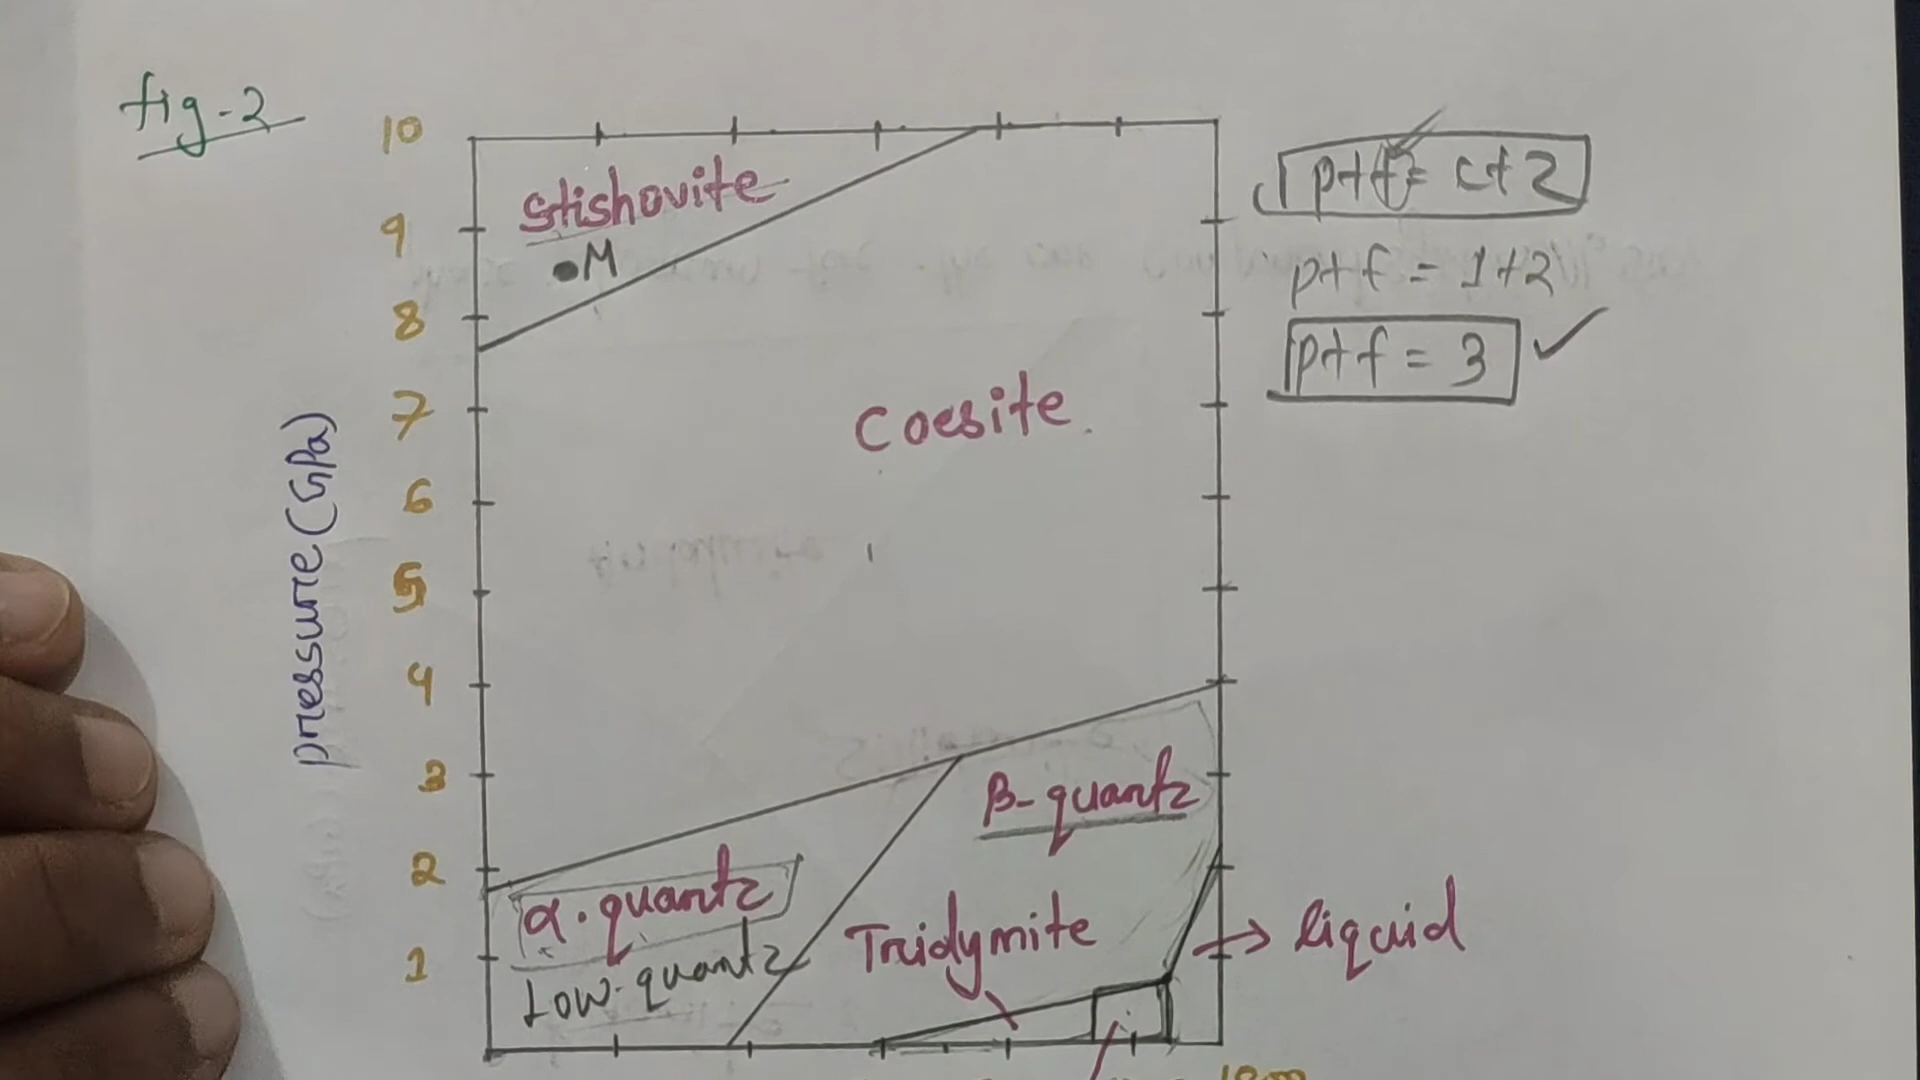 fig-2
10
9
8
7
6
5
4
3
2
1
pressure (GPa)
Stishovite
M
Coesite
β-quartz
α-quartz
Low-quartz
Tridymite
liquid
p+f = c+2
p+f = 1+2
p+f = 3